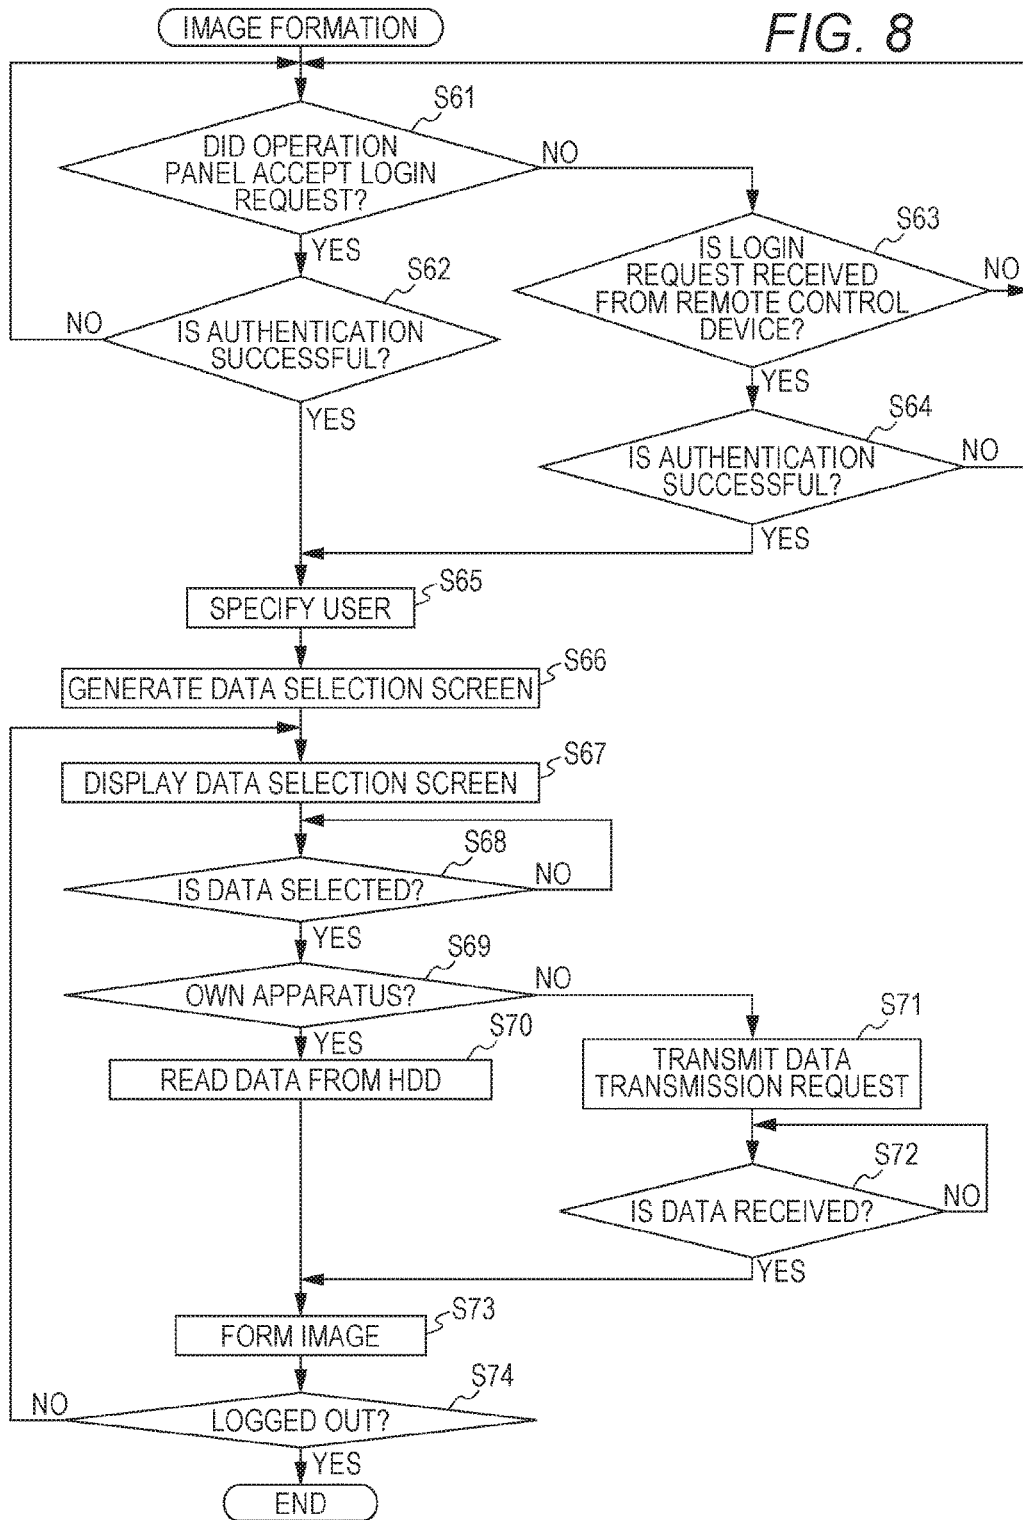 FIG. 8
IMAGE FORMATION
S61
DID OPERATION
PANEL ACCEPT LOGIN
REQUEST?
NO
YES
S62
IS AUTHENTICATION
SUCCESSFUL?
NO
YES
S63
IS LOGIN
REQUEST RECEIVED
FROM REMOTE CONTROL
DEVICE?
NO
YES
S64
IS AUTHENTICATION
SUCCESSFUL?
NO
YES
S65
SPECIFY USER
S66
GENERATE DATA SELECTION SCREEN
S67
DISPLAY DATA SELECTION SCREEN
S68
IS DATA SELECTED?
NO
YES
S69
OWN APPARATUS?
NO
YES
S70
READ DATA FROM HDD
S71
TRANSMIT DATA
TRANSMISSION REQUEST
S72
IS DATA RECEIVED?
NO
YES
S73
FORM IMAGE
S74
LOGGED OUT?
NO
YES
END